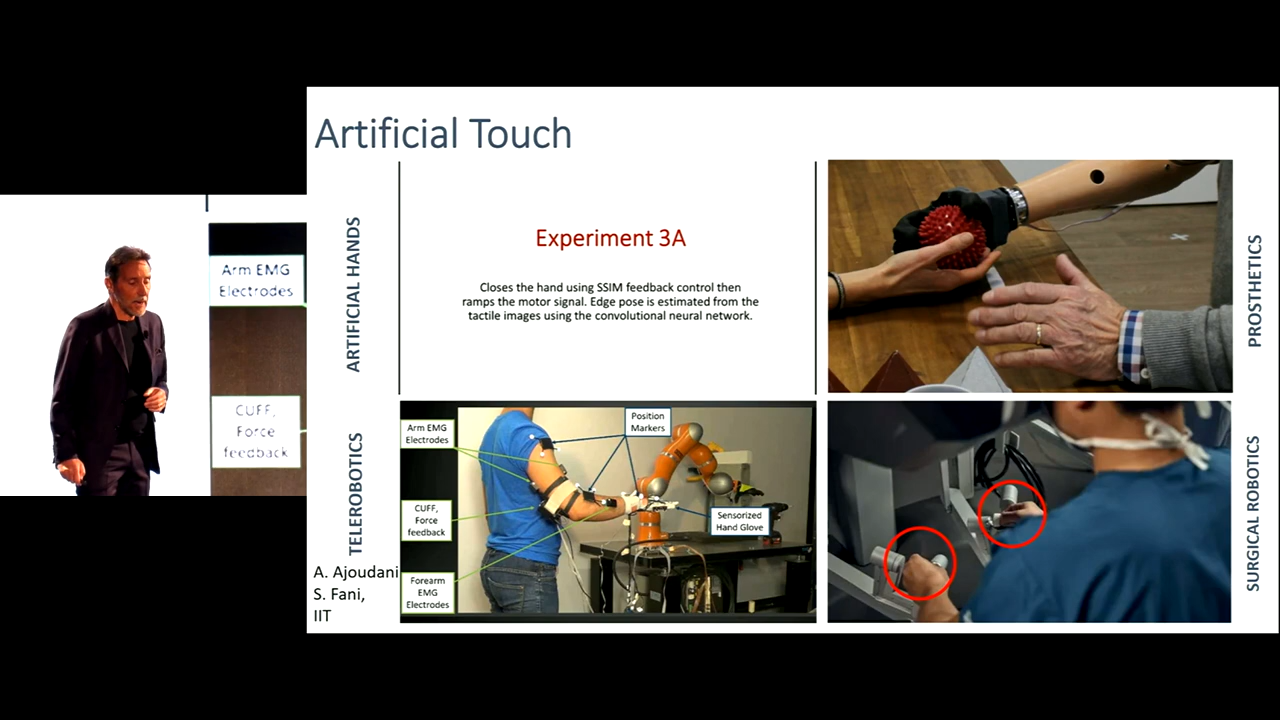 Artificial Touch
Arm EMG
Electrodes
CUFF,
Force
feedback
ARTIFICIAL HANDS
Experiment 3A
Closes the hand using SSIM feedback control then
ramps the motor signal. Edge pose is estimated from the
tactile images using the convolutional neural network.
PROSTHETICS
TELEROBOTICS
A. Ajoudani
S. Fani,
IIT
Arm EMG
Electrodes
CUFF,
Force
feedback
Forearm
EMG
Electrodes
Position
Markers
Sensorized
Hand Glove
SURGICAL ROBOTICS